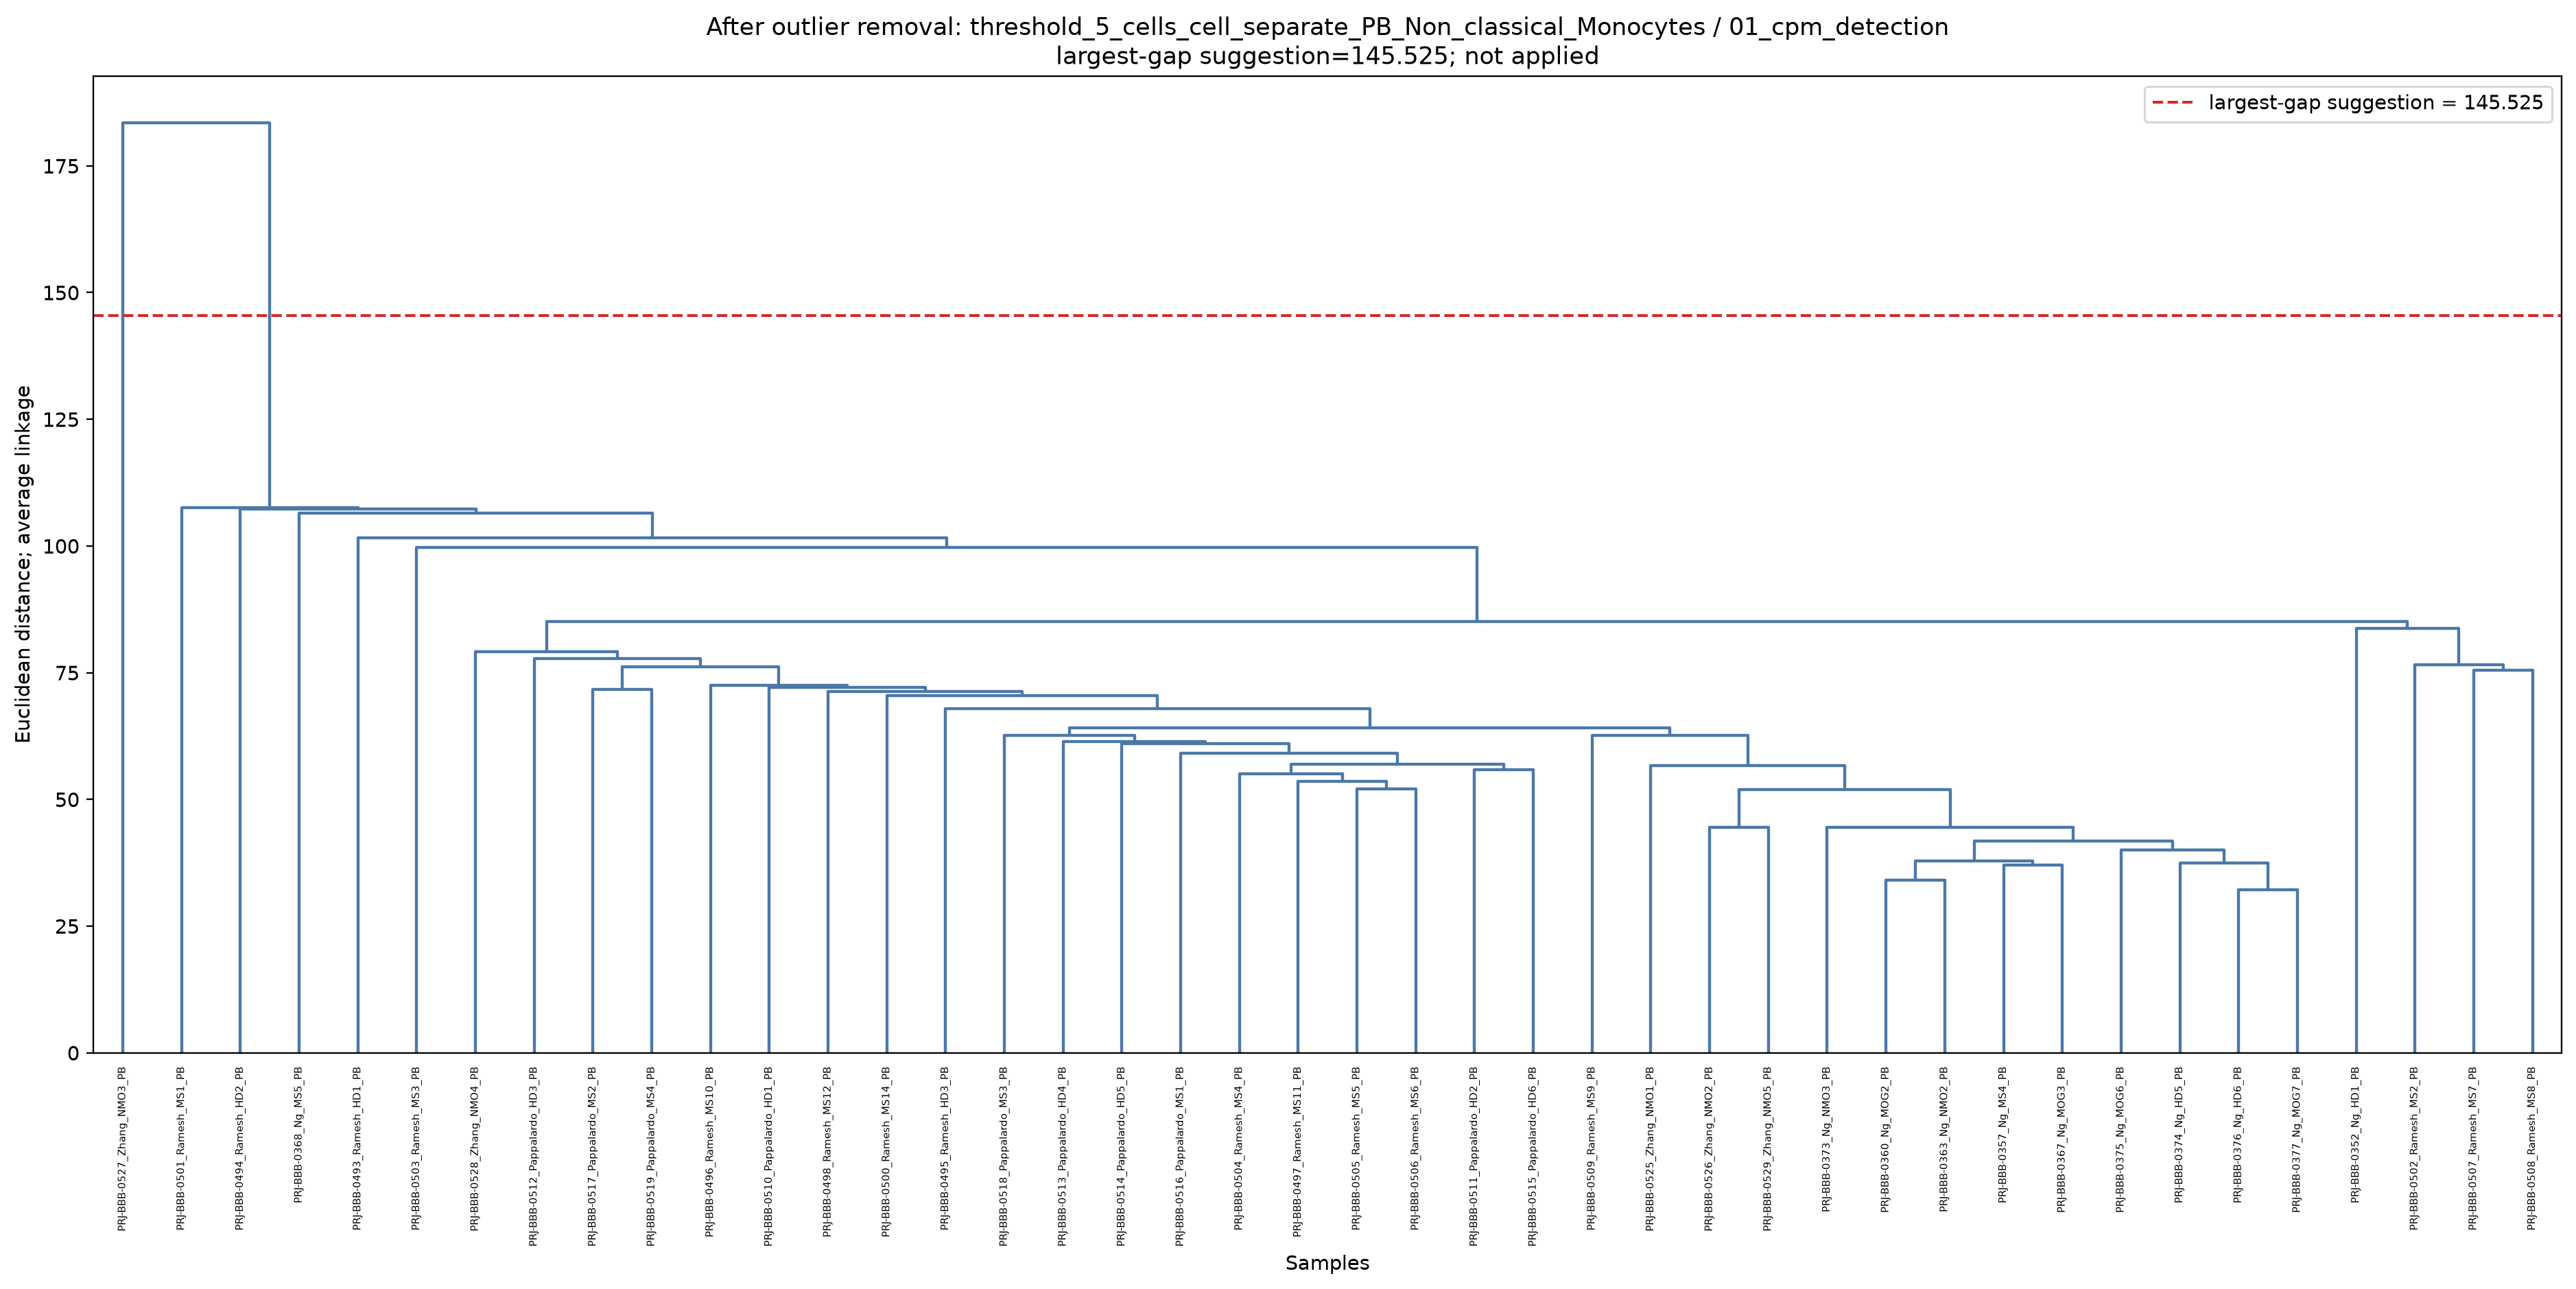 After outlier removal: threshold_5_cells_cell_separate_PB_Non_classical_Monocytes / 01_cpm_detection
largest-gap suggestion=145.525; not applied
largest-gap suggestion = 145.525
Euclidean distance; average linkage
175
150
125
100
75
50
25
0
PRJ-BBB-0527_Zhang_NMO3_PB
PRJ-BBB-0501_Ramesh_MS1_PB
PRJ-BBB-0494_Ramesh_HD2_PB
PRJ-BBB-0368_Ng_MS5_PB
PRJ-BBB-0493_Ramesh_HD1_PB
PRJ-BBB-0503_Ramesh_MS3_PB
PRJ-BBB-0528_Zhang_NMO4_PB
PRJ-BBB-0512_Pappalardo_HD3_PB
PRJ-BBB-0517_Pappalardo_MS2_PB
PRJ-BBB-0519_Pappalardo_MS4_PB
PRJ-BBB-0496_Ramesh_MS10_PB
PRJ-BBB-0510_Pappalardo_HD1_PB
PRJ-BBB-0498_Ramesh_MS12_PB
PRJ-BBB-0500_Ramesh_MS14_PB
PRJ-BBB-0495_Ramesh_HD3_PB
PRJ-BBB-0518_Pappalardo_MS3_PB
PRJ-BBB-0513_Pappalardo_HD4_PB
PRJ-BBB-0514_Pappalardo_HD5_PB
PRJ-BBB-0516_Pappalardo_MS1_PB
PRJ-BBB-0504_Ramesh_MS4_PB
PRJ-BBB-0497_Ramesh_MS11_PB
PRJ-BBB-0505_Ramesh_MS5_PB
PRJ-BBB-0506_Ramesh_MS6_PB
PRJ-BBB-0511_Pappalardo_HD2_PB
PRJ-BBB-0515_Pappalardo_HD6_PB
PRJ-BBB-0509_Ramesh_MS9_PB
PRJ-BBB-0525_Zhang_NMO1_PB
PRJ-BBB-0526_Zhang_NMO2_PB
PRJ-BBB-0529_Zhang_NMO5_PB
PRJ-BBB-0373_Ng_NMO3_PB
PRJ-BBB-0360_Ng_MOG2_PB
PRJ-BBB-0363_Ng_NMO2_PB
PRJ-BBB-0357_Ng_MS4_PB
PRJ-BBB-0367_Ng_MOG3_PB
PRJ-BBB-0375_Ng_MOG6_PB
PRJ-BBB-0374_Ng_HD5_PB
PRJ-BBB-0376_Ng_HD6_PB
PRJ-BBB-0377_Ng_MOG7_PB
PRJ-BBB-0352_Ng_HD1_PB
PRJ-BBB-0502_Ramesh_MS2_PB
PRJ-BBB-0507_Ramesh_MS7_PB
PRJ-BBB-0508_Ramesh_MS8_PB
Samples